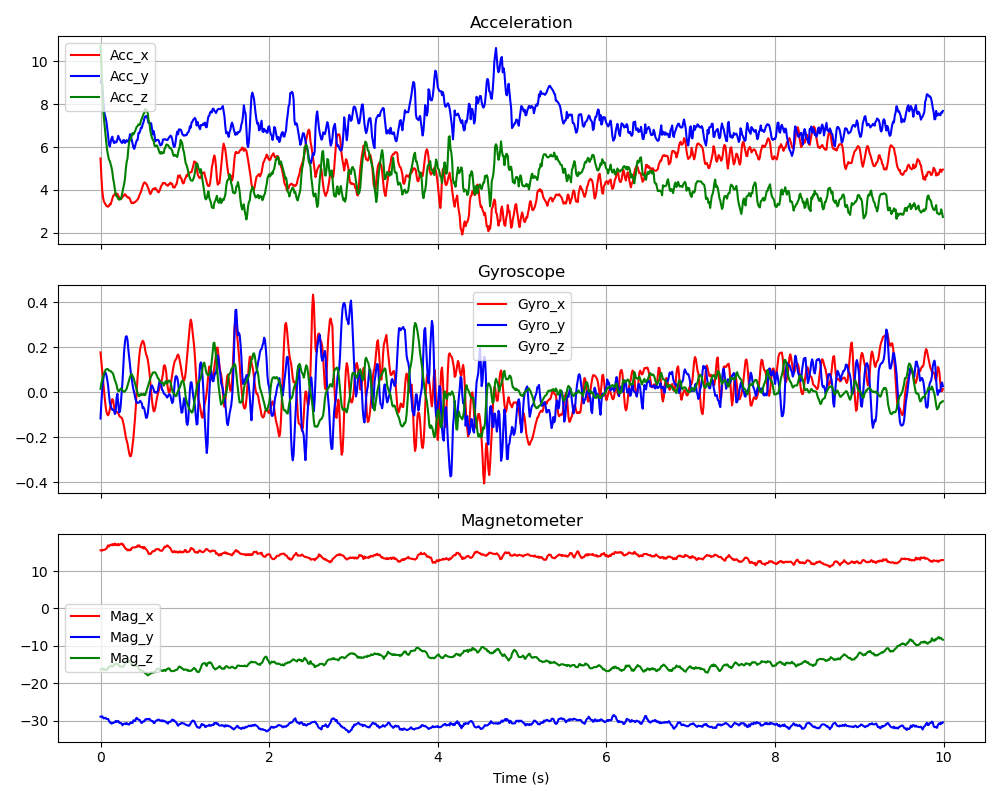 Acceleration
10
8
6
4
2
Acc_x
Acc_y
Acc_z
Gyroscope
0.4
0.2
0.0
−0.2
−0.4
Gyro_x
Gyro_y
Gyro_z
Magnetometer
10
0
−10
−20
−30
Mag_x
Mag_y
Mag_z
0 2 4 6 8 10
Time (s)